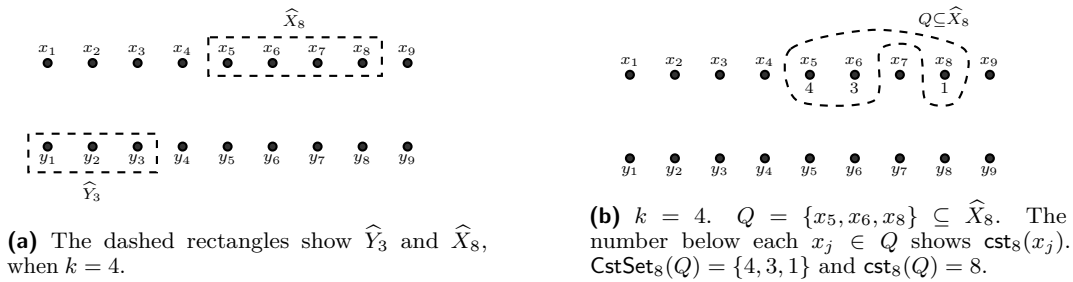 X̂₈
x₁ x₂ x₃ x₄ x₅ x₆ x₇ x₈ x₉
y₁ y₂ y₃ y₄ y₅ y₆ y₇ y₈ y₉
Ŷ₃
(a) The dashed rectangles show Ŷ₃ and X̂₈,
when k = 4.
Q⊆X̂₈
x₁ x₂ x₃ x₄ x₅ x₆ x₇ x₈ x₉
4 3 1
y₁ y₂ y₃ y₄ y₅ y₆ y₇ y₈ y₉
(b) k = 4. Q = {x₅, x₆, x₈} ⊆ X̂₈. The
number below each xⱼ ∈ Q shows cst₈(xⱼ).
CstSet₈(Q) = {4, 3, 1} and cst₈(Q) = 8.